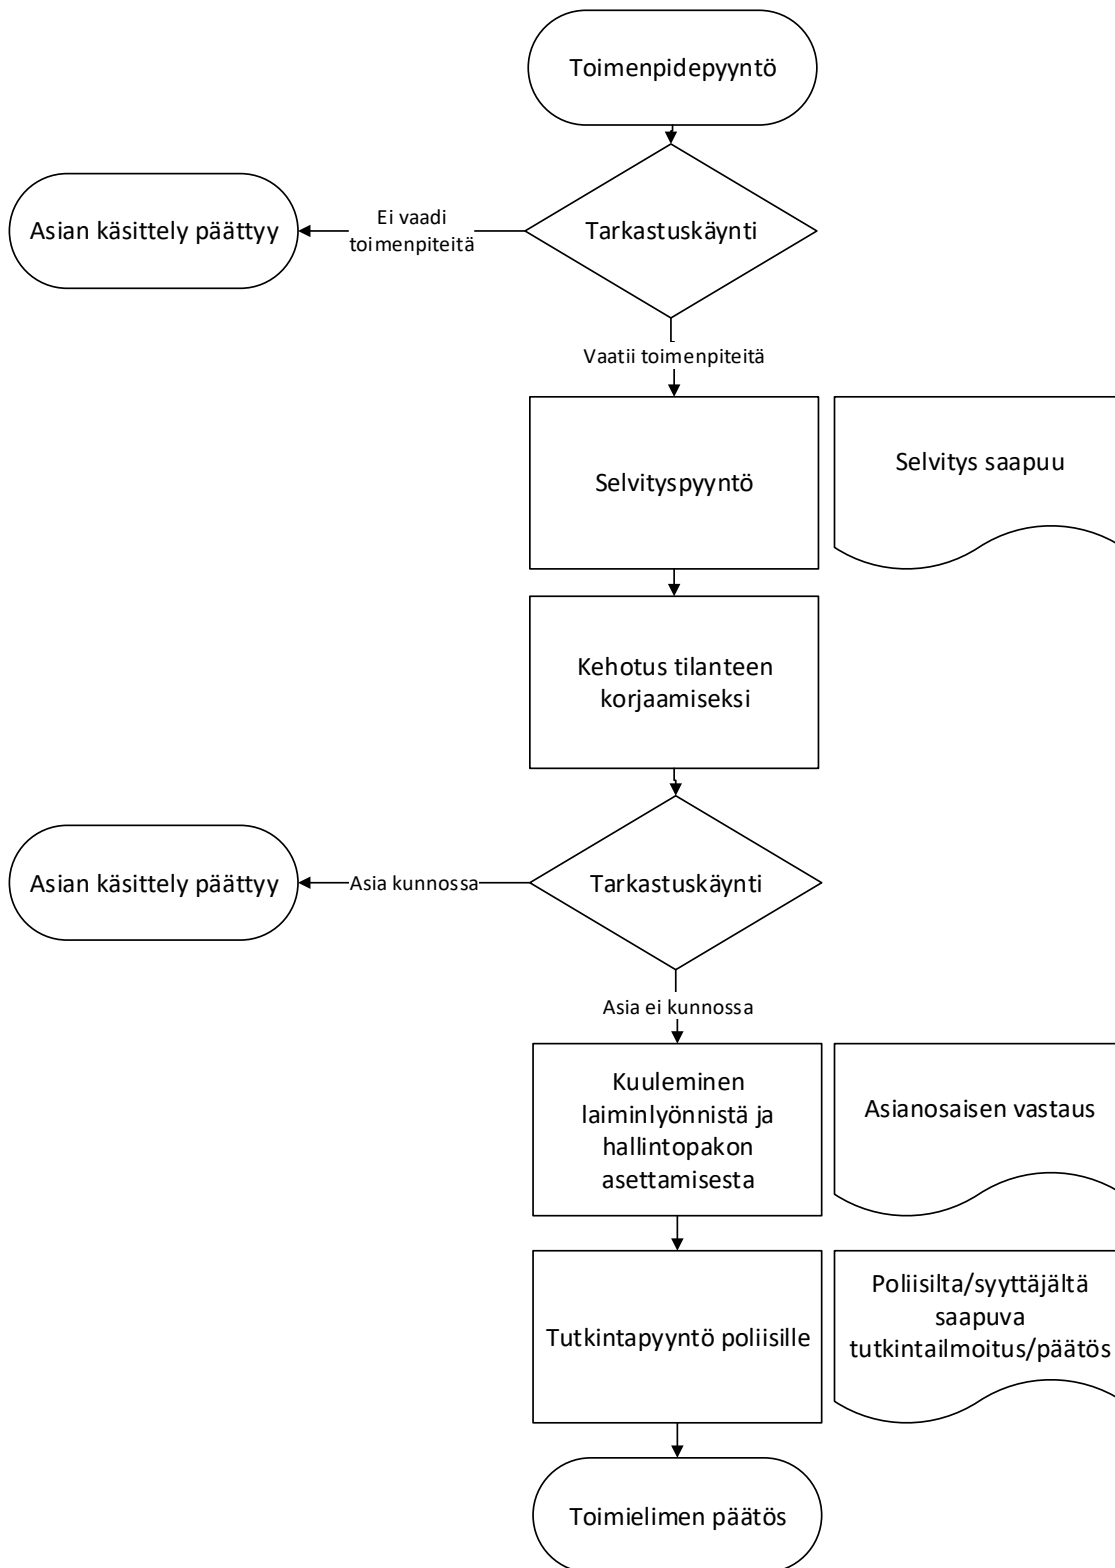 Toimenpidepyyntö
Asian käsittely päättyy
Ei vaadi
toimenpiteitä
Tarkastuskäynti
Vaatii toimenpiteitä
Selvityspyyntö
Selvitys saapuu
Kehotus tilanteen
korjaamiseksi
Asian käsittely päättyy
Asia kunnossa
Tarkastuskäynti
Asia ei kunnossa
Kuuleminen
laiminlyönnistä ja
hallintopakon
asettamisesta
Asianosaisen vastaus
Tutkintapyyntö poliisille
Poliisilta/syyttäjältä
saapuva
tutkintailmoitus/päätös
Toimielimen päätös